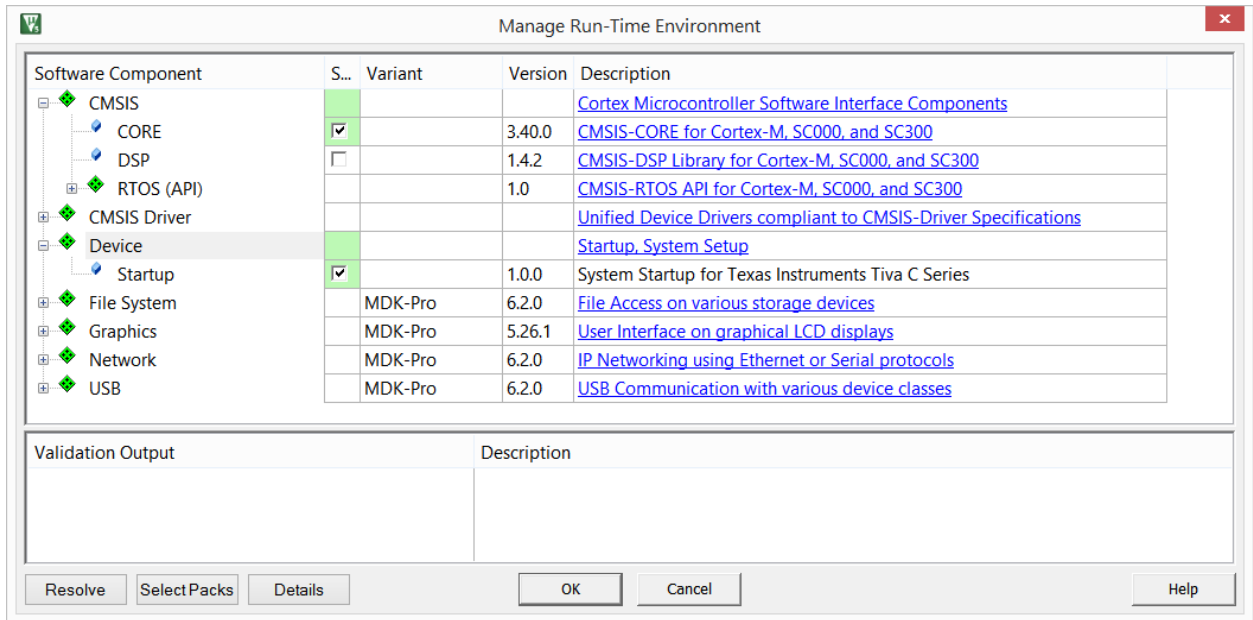 Manage Run-Time Environment
Software Component S... Variant Version Description
CMSIS Cortex Microcontroller Software Interface Components
CORE 3.40.0 CMSIS-CORE for Cortex-M, SC000, and SC300
DSP 1.4.2 CMSIS-DSP Library for Cortex-M, SC000, and SC300
RTOS (API) 1.0 CMSIS-RTOS API for Cortex-M, SC000, and SC300
CMSIS Driver Unified Device Drivers compliant to CMSIS-Driver Specifications
Device Startup, System Setup
Startup 1.0.0 System Startup for Texas Instruments Tiva C Series
File System MDK-Pro 6.2.0 File Access on various storage devices
Graphics MDK-Pro 5.26.1 User Interface on graphical LCD displays
Network MDK-Pro 6.2.0 IP Networking using Ethernet or Serial protocols
USB MDK-Pro 6.2.0 USB Communication with various device classes
Validation Output Description
Resolve Select Packs Details OK Cancel Help